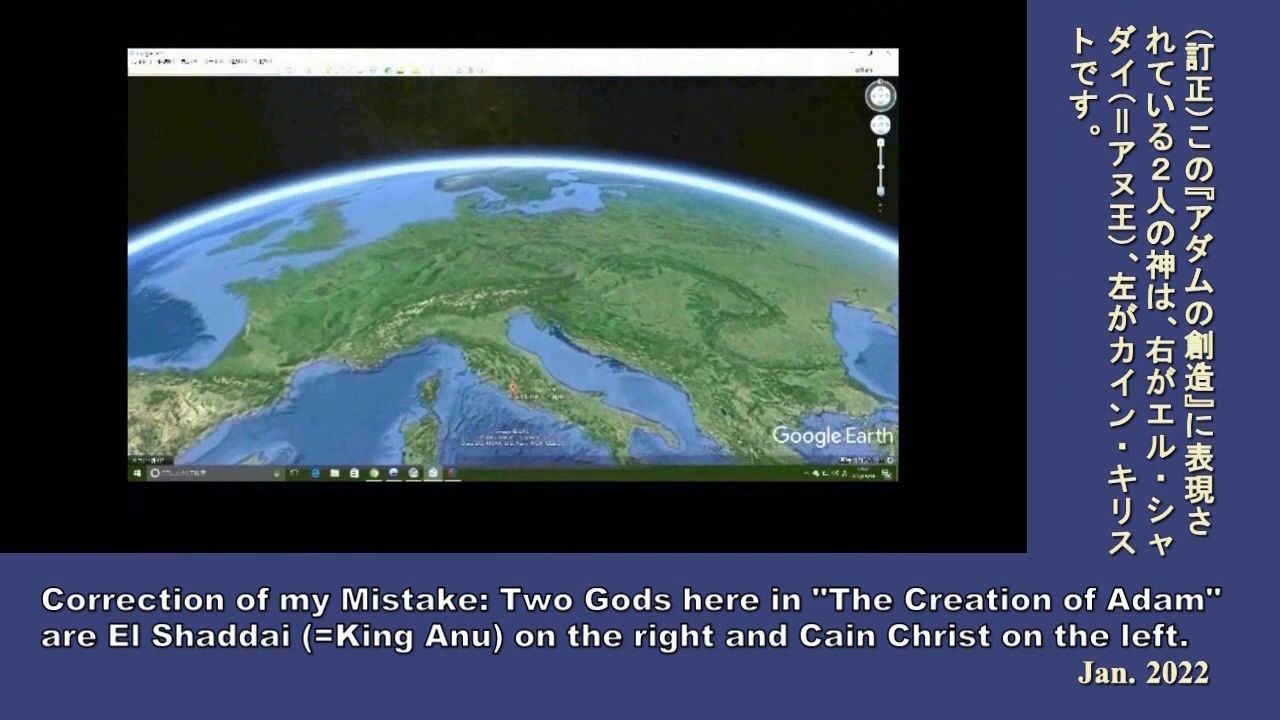 （訂正）この『アダムの創造』に表現さ
れている２人の神は、右がエル・シャ
ダイ（＝アヌ王）、左がカイン・キリス
トです。
Google Earth
Correction of my Mistake: Two Gods here in "The Creation of Adam"
are El Shaddai (=King Anu) on the right and Cain Christ on the left.
Jan. 2022